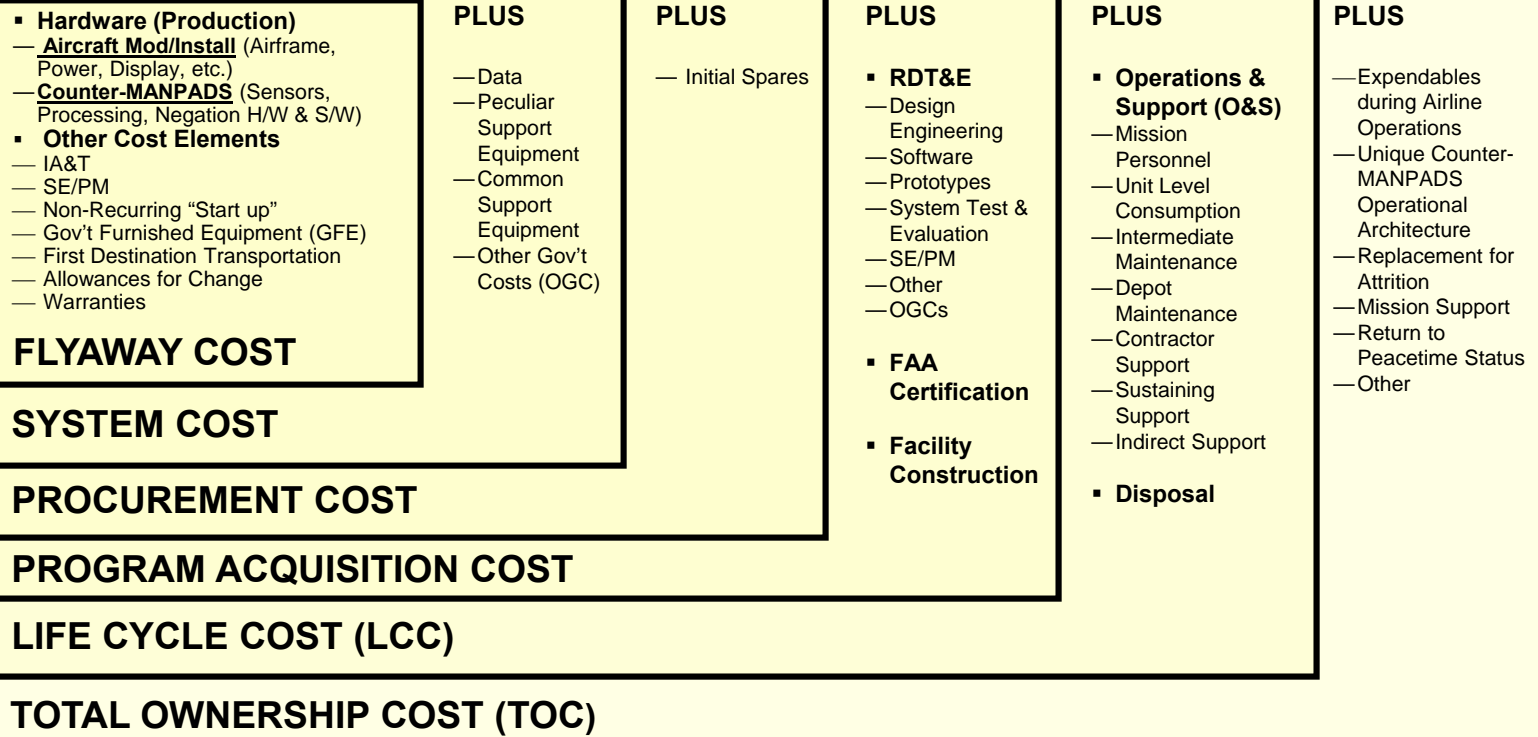 ▪ Hardware (Production)
— Aircraft Mod/Install (Airframe,
Power, Display, etc.)
—Counter-MANPADS (Sensors,
Processing, Negation H/W & S/W)
▪ Other Cost Elements
— IA&T
— SE/PM
— Non-Recurring “Start up”
— Gov’t Furnished Equipment (GFE)
— First Destination Transportation
— Allowances for Change
— Warranties
FLYAWAY COST
PLUS
—Data
—Peculiar
Support
Equipment
—Common
Support
Equipment
—Other Gov’t
Costs (OGC)
SYSTEM COST
PLUS
— Initial Spares
PROCUREMENT COST
PLUS
▪ RDT&E
—Design
Engineering
—Software
—Prototypes
—System Test &
Evaluation
—SE/PM
—Other
—OGCs
▪ FAA
Certification
▪ Facility
Construction
PROGRAM ACQUISITION COST
PLUS
▪ Operations &
Support (O&S)
—Mission
Personnel
—Unit Level
Consumption
—Intermediate
Maintenance
—Depot
Maintenance
—Contractor
Support
—Sustaining
Support
—Indirect Support
▪ Disposal
LIFE CYCLE COST (LCC)
PLUS
—Expendables
during Airline
Operations
—Unique Counter-
MANPADS
Operational
Architecture
—Replacement for
Attrition
—Mission Support
—Return to
Peacetime Status
—Other
TOTAL OWNERSHIP COST (TOC)